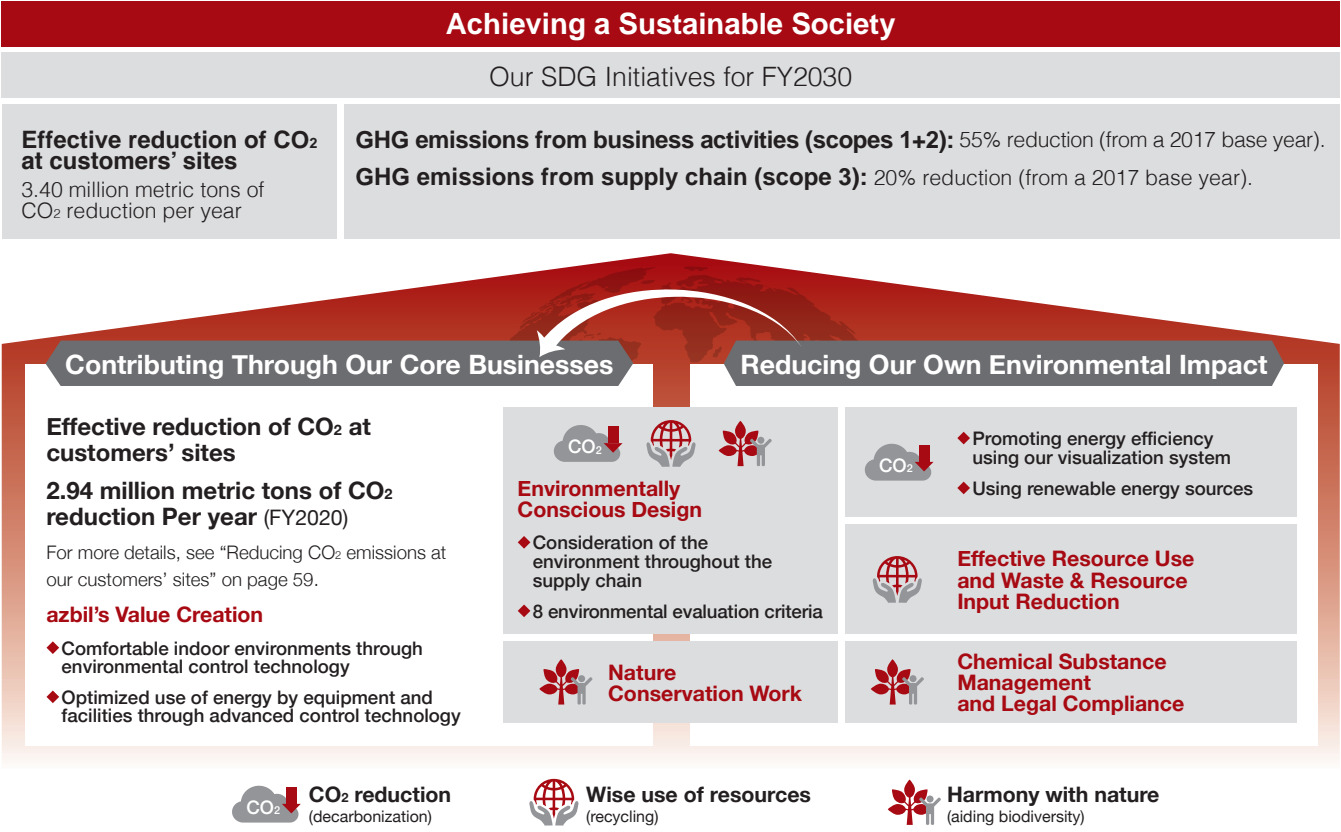 Achieving a Sustainable Society
Our SDG Initiatives for FY2030
Effective reduction of CO₂
at customers’ sites
3.40 million metric tons of
CO₂ reduction per year
GHG emissions from business activities (scopes 1+2): 55% reduction (from a 2017 base year).
GHG emissions from supply chain (scope 3): 20% reduction (from a 2017 base year).
Contributing Through Our Core Businesses
Effective reduction of CO₂ at
customers’ sites
2.94 million metric tons of CO₂
reduction Per year (FY2020)
For more details, see “Reducing CO₂ emissions at
our customers’ sites” on page 59.
azbil’s Value Creation
◆Comfortable indoor environments through
environmental control technology
◆Optimized use of energy by equipment and
facilities through advanced control technology
CO₂
Environmentally
Conscious Design
◆Consideration of the
environment throughout the
supply chain
◆8 environmental evaluation criteria
Nature
Conservation Work
Reducing Our Own Environmental Impact
CO₂
◆Promoting energy efficiency
using our visualization system
◆Using renewable energy sources
Effective Resource Use
and Waste & Resource
Input Reduction
Chemical Substance
Management
and Legal Compliance
CO₂
CO₂ reduction
(decarbonization)
Wise use of resources
(recycling)
Harmony with nature
(aiding biodiversity)